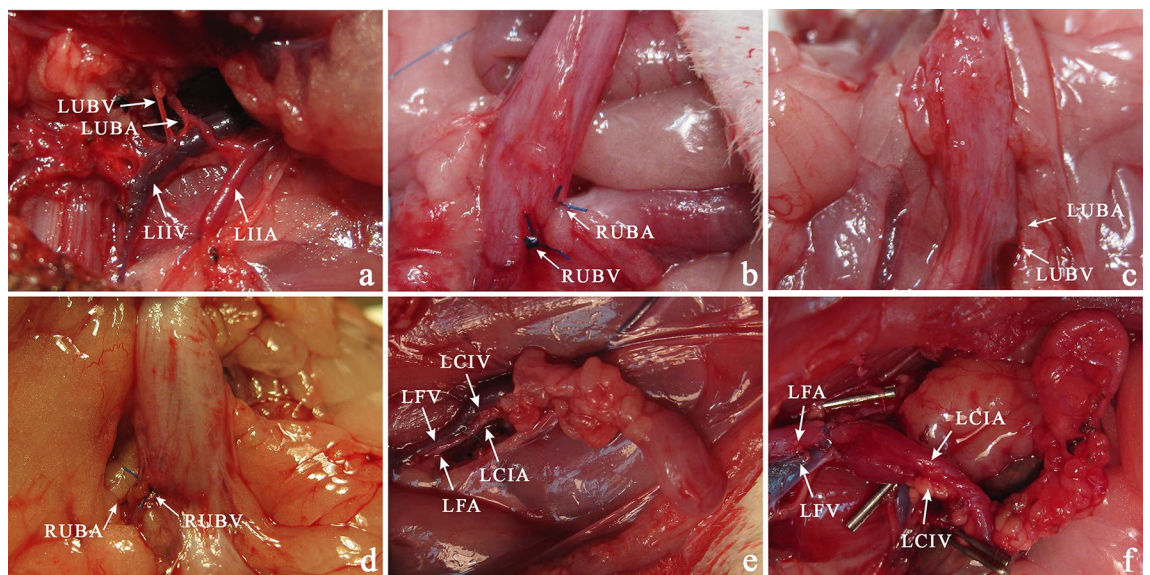 LUBV
LUBA
LIIV
LIIA
a
RUBA
RUBV
b
LUBA
LUBV
c
RUBA
RUBV
d
LCIV
LFV
LCIA
LFA
e
LFA
LCIA
LFV
LCIV
f